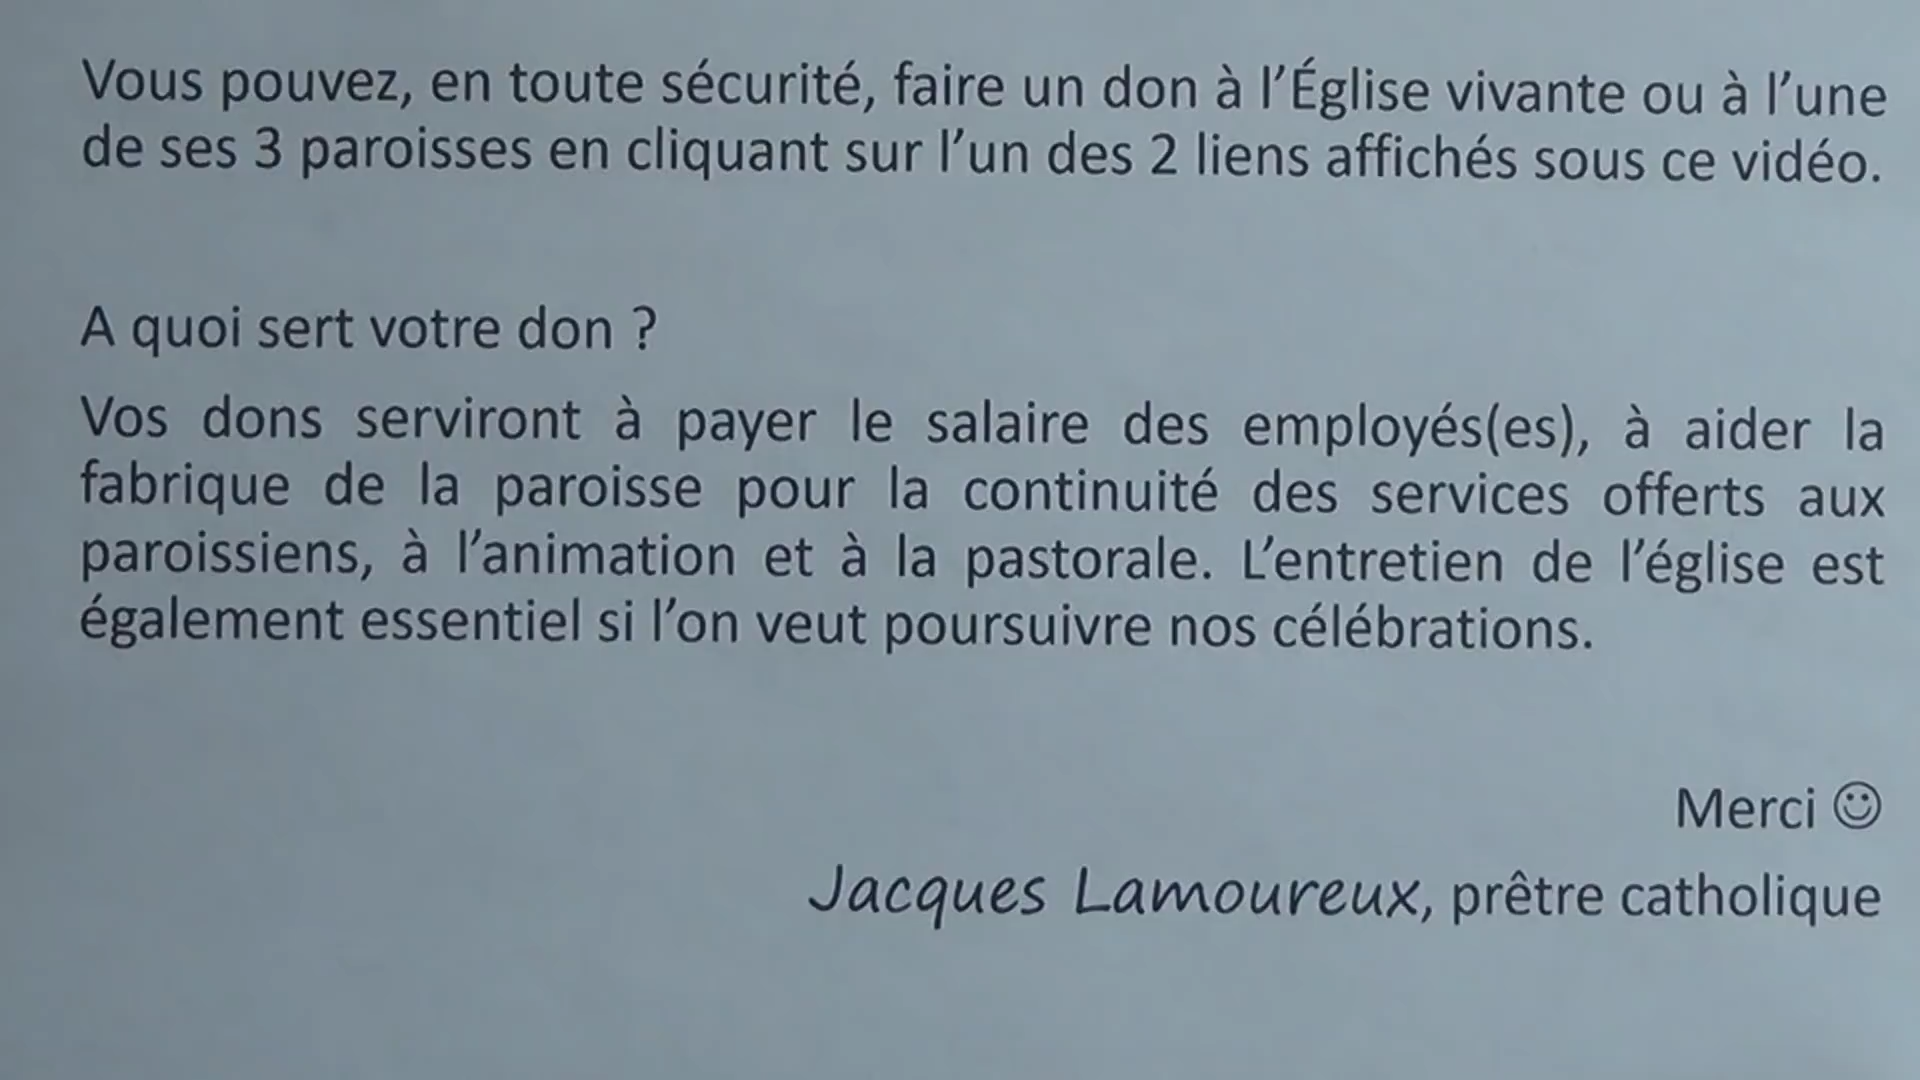 Vous pouvez, en toute sécurité, faire un don à l’Église vivante ou à l’une
de ses 3 paroisses en cliquant sur l’un des 2 liens affichés sous ce vidéo.
A quoi sert votre don ?
Vos dons serviront à payer le salaire des employés(es), à aider la
fabrique de la paroisse pour la continuité des services offerts aux
paroissiens, à l’animation et à la pastorale. L’entretien de l’église est
également essentiel si l’on veut poursuivre nos célébrations.
Merci ☺
Jacques Lamoureux, prêtre catholique